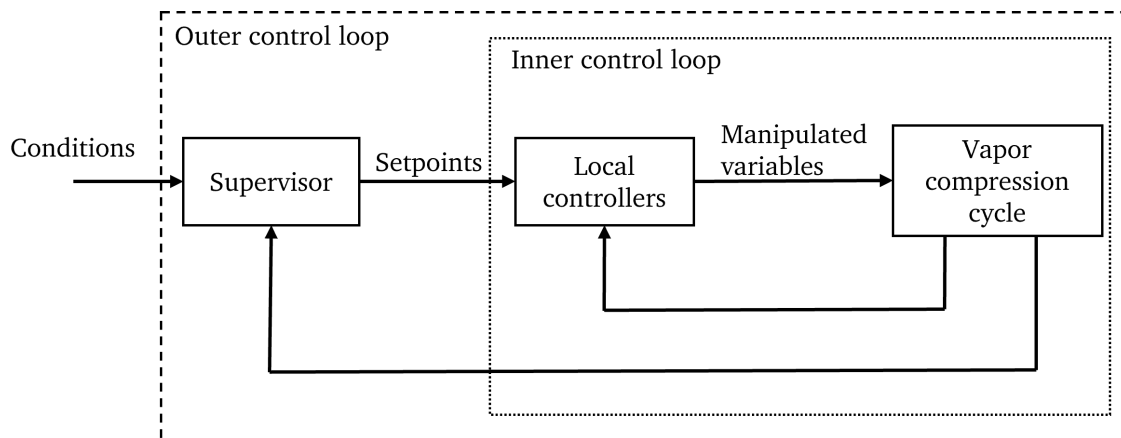 Outer control loop
Inner control loop
Conditions
Supervisor
Setpoints
Local
controllers
Manipulated
variables
Vapor
compression
cycle